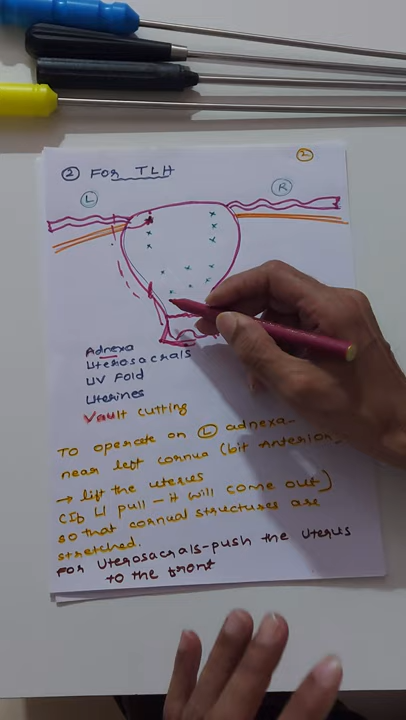 ② For TLH
②
L
R
Adnexa
Uterosacrals
UV Fold
Uterines
Vault cutting
To operate on Ⓛ adnexa-
near left cornua (bit Anterior
→ lift the uterus
pull - it will come out)
so that cornual structures are
stretched.
For Uterosacrals-push the uterus
to the front